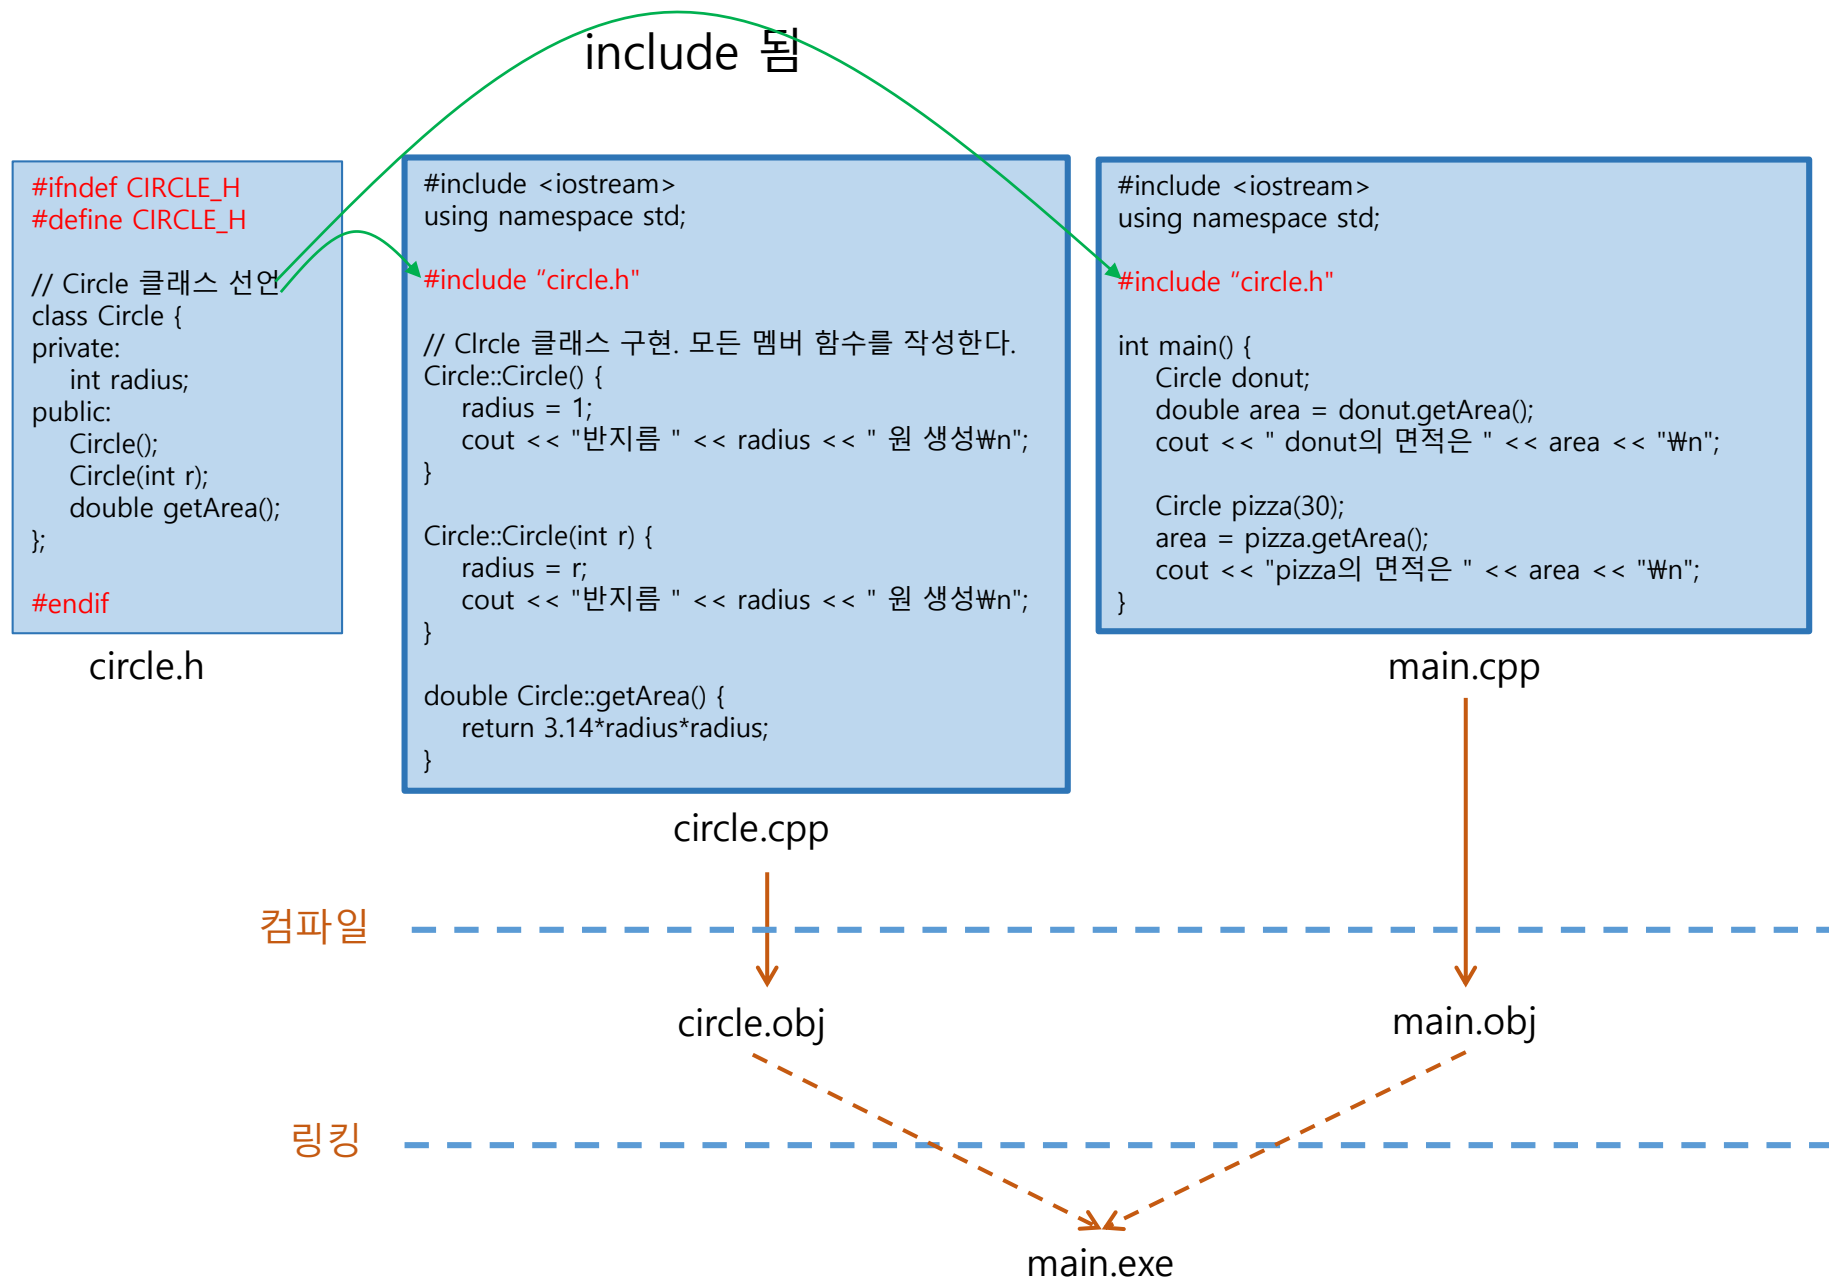 include 됨
#ifndef CIRCLE_H
#define CIRCLE_H
// Circle 클래스 선언
class Circle {
private:
int radius;
public:
Circle();
Circle(int r);
double getArea();
};
#endif
circle.h
#include <iostream>
using namespace std;
#include “circle.h"
// CIrcle 클래스 구현. 모든 멤버 함수를 작성한다.
Circle::Circle() {
radius = 1;
cout << "반지름 " << radius << " 원 생성₩n";
}
Circle::Circle(int r) {
radius = r;
cout << "반지름 " << radius << " 원 생성₩n";
}
double Circle::getArea() {
return 3.14*radius*radius;
}
circle.cpp
#include <iostream>
using namespace std;
#include “circle.h"
int main() {
Circle donut;
double area = donut.getArea();
cout << " donut의 면적은 " << area << "₩n";
Circle pizza(30);
area = pizza.getArea();
cout << "pizza의 면적은 " << area << "₩n";
}
main.cpp
컴파일
circle.obj
main.obj
링킹
main.exe